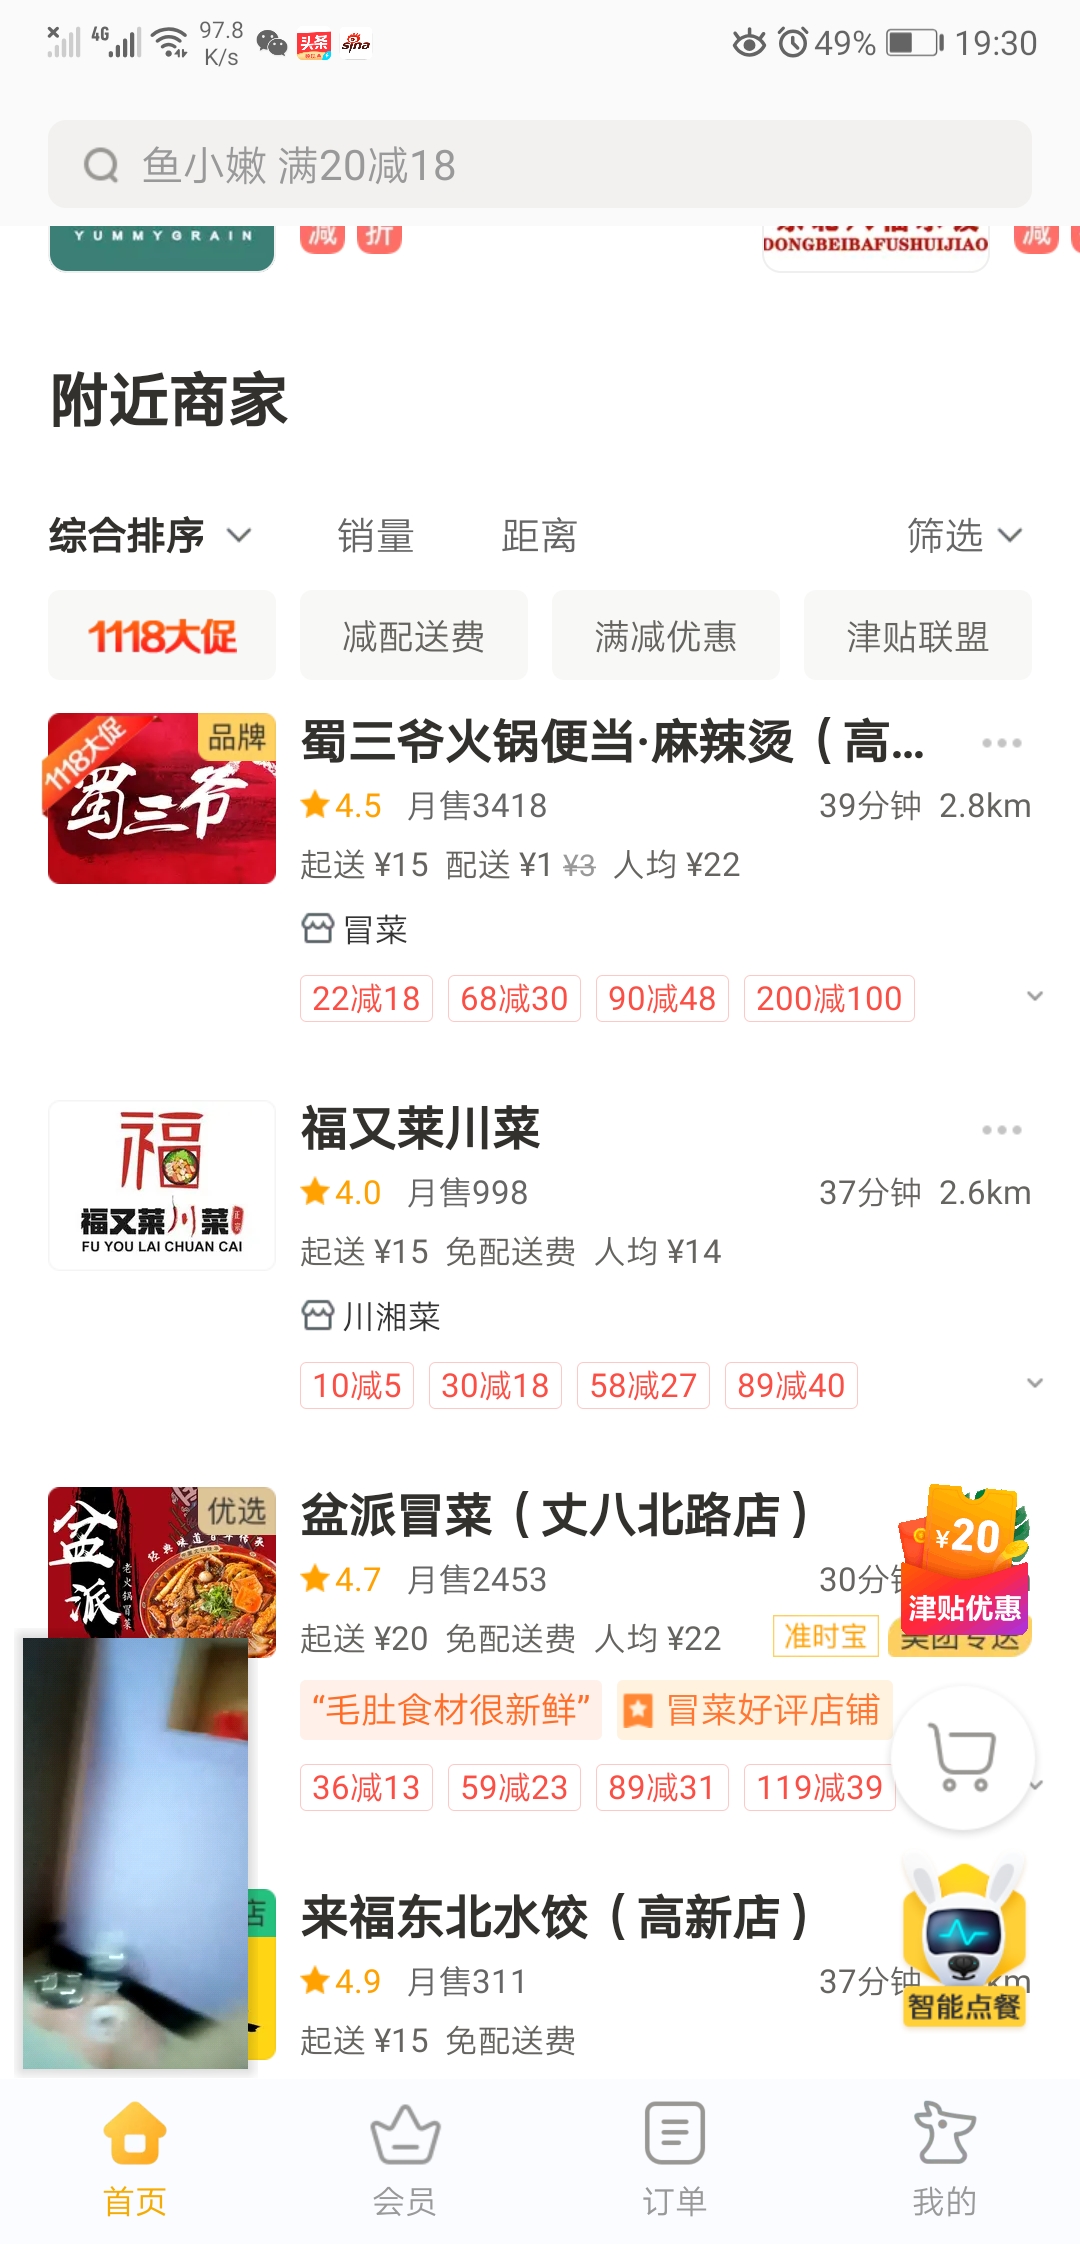 4G 97.8 K/s 头条 sina 49% 19:30
鱼小嫩 满20减18
YUMMYGRAIN 减 折 DONGBEIBAFUSHUIJIAO 减
附近商家
综合排序 销量 距离 筛选
1118大促 减配送费 满减优惠 津贴联盟
1118大促 品牌 蜀三爷
蜀三爷火锅便当·麻辣烫（高...
4.5 月售3418 39分钟 2.8km
起送 ¥15 配送 ¥1 ¥3 人均 ¥22
冒菜
22减18 68减30 90减48 200减100
福
福又莱川菜
FU YOU LAI CHUAN CAI
福又莱川菜
4.0 月售998 37分钟 2.6km
起送 ¥15 免配送费 人均 ¥14
川湘菜
10减5 30减18 58减27 89减40
盆派 优选
老火锅冒菜
盆派冒菜（丈八北路店）
4.7 月售2453 30分
起送 ¥20 免配送费 人均 ¥22 准时宝 美团专送
¥20
津贴优惠
“毛肚食材很新鲜” 冒菜好评店铺
36减13 59减23 89减31 119减39
店
来福东北水饺（高新店）
4.9 月售311 37分钟 km
起送 ¥15 免配送费
智能点餐
首页 会员 订单 我的